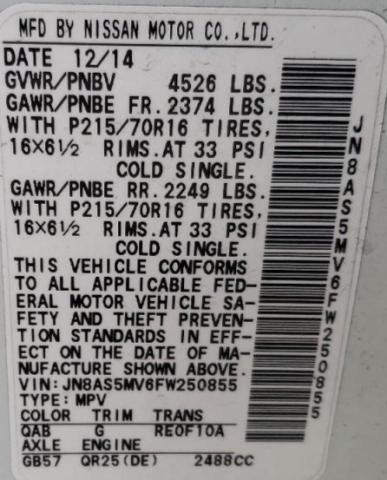 MFD BY NISSAN MOTOR CO.,LTD.
DATE 12/14
GVWR/PNBV 4526 LBS.
GAWR/PNBE FR. 2374 LBS.
WITH P215/70R16 TIRES,
16×6½ RIMS. AT 33 PSI
COLD SINGLE.
GAWR/PNBE RR. 2249 LBS.
WITH P215/70R16 TIRES,
16×6½ RIMS. AT 33 PSI
COLD SINGLE.
THIS VEHICLE CONFORMS
TO ALL APPLICABLE FED-
ERAL MOTOR VEHICLE SA-
FETY AND THEFT PREVEN-
TION STANDARDS IN EFF-
ECT ON THE DATE OF MA-
NUFACTURE SHOWN ABOVE.
VIN:JN8AS5MV6FW250855
TYPE: MPV
COLOR TRIM TRANS
QAB G RE0F10A
AXLE ENGINE
GB57 QR25(DE) 2488CC
JN8AS5MV6FW250855